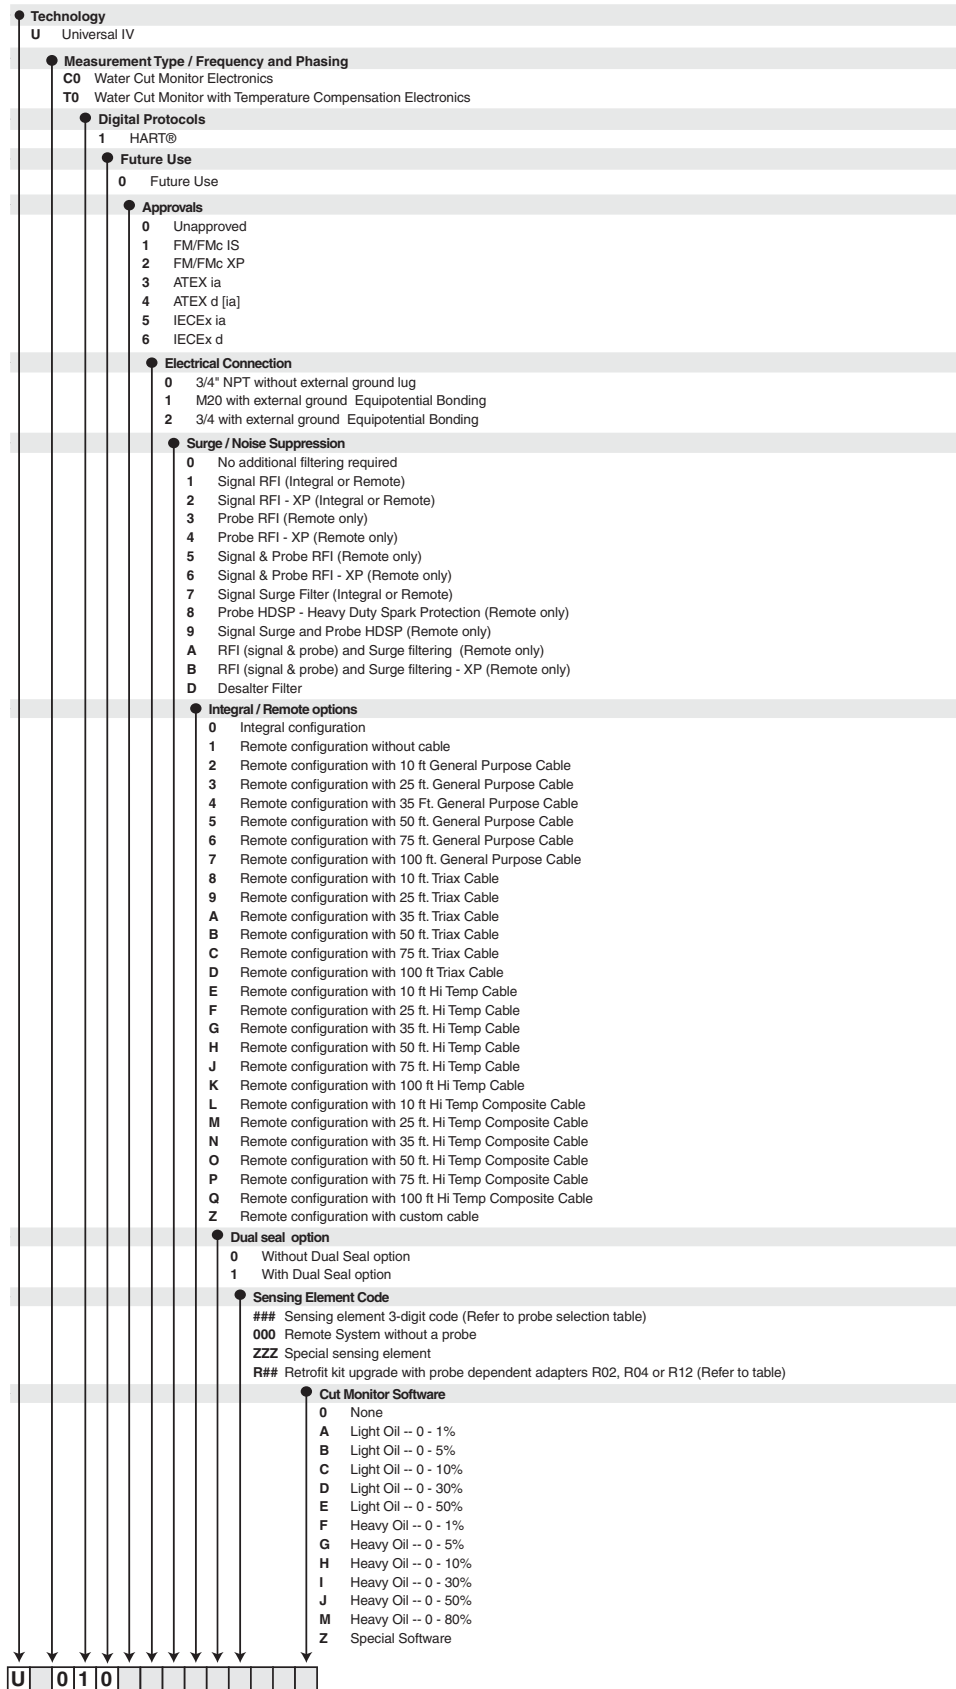 Technology
U Universal IV
Measurement Type / Frequency and Phasing
C0 Water Cut Monitor Electronics
T0 Water Cut Monitor with Temperature Compensation Electronics
Digital Protocols
1 HART®
Future Use
0 Future Use
Approvals
0 Unapproved
1 FM/FMc IS
2 FM/FMc XP
3 ATEX ia
4 ATEX d [ia]
5 IECEx ia
6 IECEx d
Electrical Connection
0 3/4" NPT without external ground lug
1 M20 with external ground Equipotential Bonding
2 3/4 with external ground Equipotential Bonding
Surge / Noise Suppression
0 No additional filtering required
1 Signal RFI (Integral or Remote)
2 Signal RFI - XP (Integral or Remote)
3 Probe RFI (Remote only)
4 Probe RFI - XP (Remote only)
5 Signal & Probe RFI (Remote only)
6 Signal & Probe RFI - XP (Remote only)
7 Signal Surge Filter (Integral or Remote)
8 Probe HDSP - Heavy Duty Spark Protection (Remote only)
9 Signal Surge and Probe HDSP (Remote only)
A RFI (signal & probe) and Surge filtering (Remote only)
B RFI (signal & probe) and Surge filtering - XP (Remote only)
D Desalter Filter
Integral / Remote options
0 Integral configuration
1 Remote configuration without cable
2 Remote configuration with 10 ft General Purpose Cable
3 Remote configuration with 25 ft. General Purpose Cable
4 Remote configuration with 35 Ft. General Purpose Cable
5 Remote configuration with 50 ft. General Purpose Cable
6 Remote configuration with 75 ft. General Purpose Cable
7 Remote configuration with 100 ft. General Purpose Cable
8 Remote configuration with 10 ft. Triax Cable
9 Remote configuration with 25 ft. Triax Cable
A Remote configuration with 35 ft. Triax Cable
B Remote configuration with 50 ft. Triax Cable
C Remote configuration with 75 ft. Triax Cable
D Remote configuration with 100 ft Triax Cable
E Remote configuration with 10 ft Hi Temp Cable
F Remote configuration with 25 ft. Hi Temp Cable
G Remote configuration with 35 ft. Hi Temp Cable
H Remote configuration with 50 ft. Hi Temp Cable
J Remote configuration with 75 ft. Hi Temp Cable
K Remote configuration with 100 ft Hi Temp Cable
L Remote configuration with 10 ft Hi Temp Composite Cable
M Remote configuration with 25 ft. Hi Temp Composite Cable
N Remote configuration with 35 ft. Hi Temp Composite Cable
O Remote configuration with 50 ft. Hi Temp Composite Cable
P Remote configuration with 75 ft. Hi Temp Composite Cable
Q Remote configuration with 100 ft Hi Temp Composite Cable
Z Remote configuration with custom cable
Dual seal option
0 Without Dual Seal option
1 With Dual Seal option
Sensing Element Code
### Sensing element 3-digit code (Refer to probe selection table)
000 Remote System without a probe
ZZZ Special sensing element
R## Retrofit kit upgrade with probe dependent adapters R02, R04 or R12 (Refer to table)
Cut Monitor Software
0 None
A Light Oil -- 0 - 1%
B Light Oil -- 0 - 5%
C Light Oil -- 0 - 10%
D Light Oil -- 0 - 30%
E Light Oil -- 0 - 50%
F Heavy Oil -- 0 - 1%
G Heavy Oil -- 0 - 5%
H Heavy Oil -- 0 - 10%
I Heavy Oil -- 0 - 30%
J Heavy Oil -- 0 - 50%
M Heavy Oil -- 0 - 80%
Z Special Software
U 0 1 0